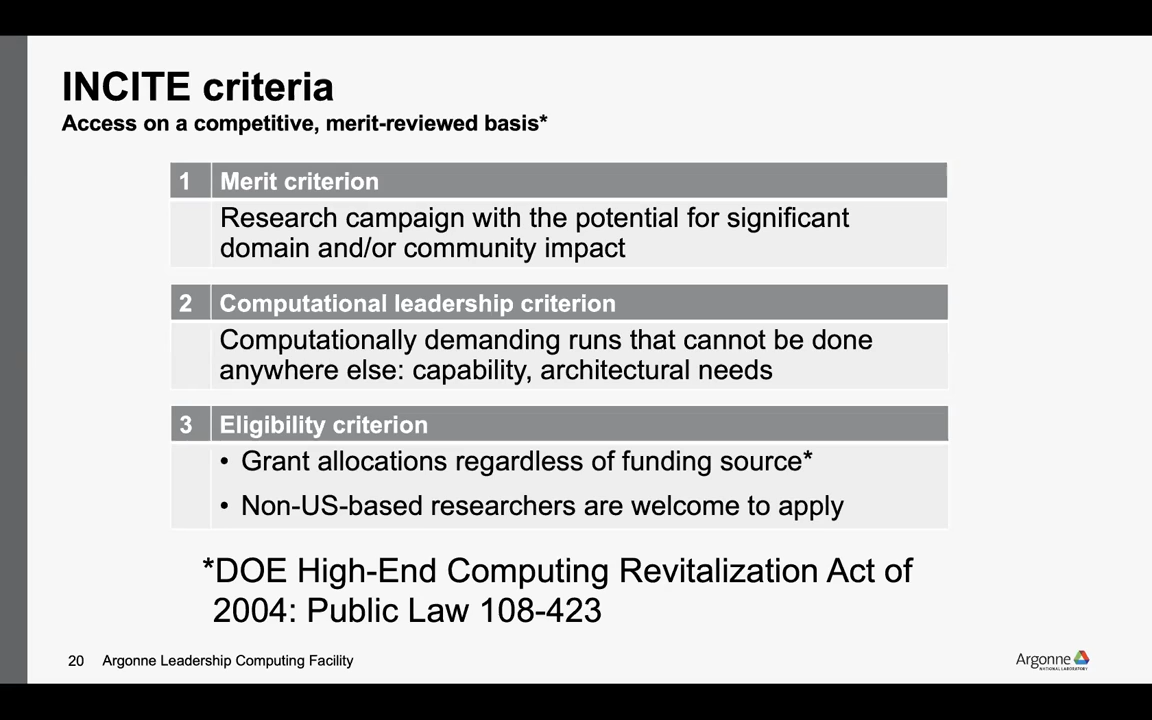 INCITE criteria
Access on a competitive, merit-reviewed basis*
1 Merit criterion
Research campaign with the potential for significant
domain and/or community impact
2 Computational leadership criterion
Computationally demanding runs that cannot be done
anywhere else: capability, architectural needs
3 Eligibility criterion
• Grant allocations regardless of funding source*
• Non-US-based researchers are welcome to apply
*DOE High-End Computing Revitalization Act of
2004: Public Law 108-423
20 Argonne Leadership Computing Facility
Argonne
NATIONAL LABORATORY